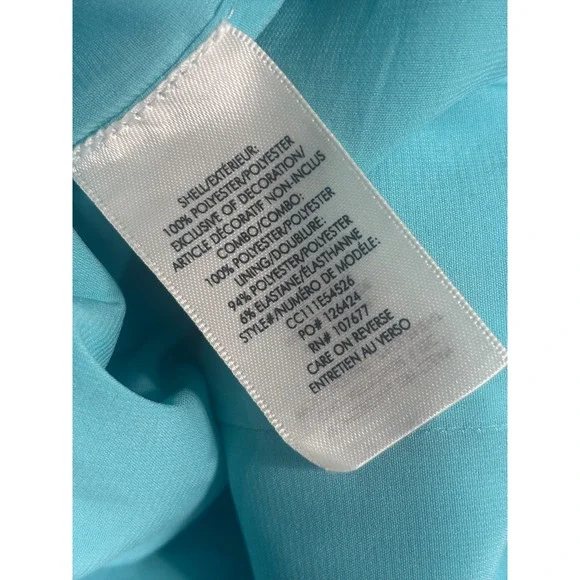 SHELL/EXTÉRIEUR:
100% POLYESTER/POLYESTER
EXCLUSIVE OF DECORATION/
ARTICLE DÉCORATIF NON-INCLUS
COMBO/COMBO:
100% POLYESTER/POLYESTER
LINING/DOUBLURE:
94% POLYESTER/POLYESTER
6% ELASTANE/ÉLASTHANNE
STYLE#/NUMÉRO DE MODÈLE:
CC111E54526
PO# 126424
RN# 107677
CARE ON REVERSE
ENTRETIEN AU VERSO